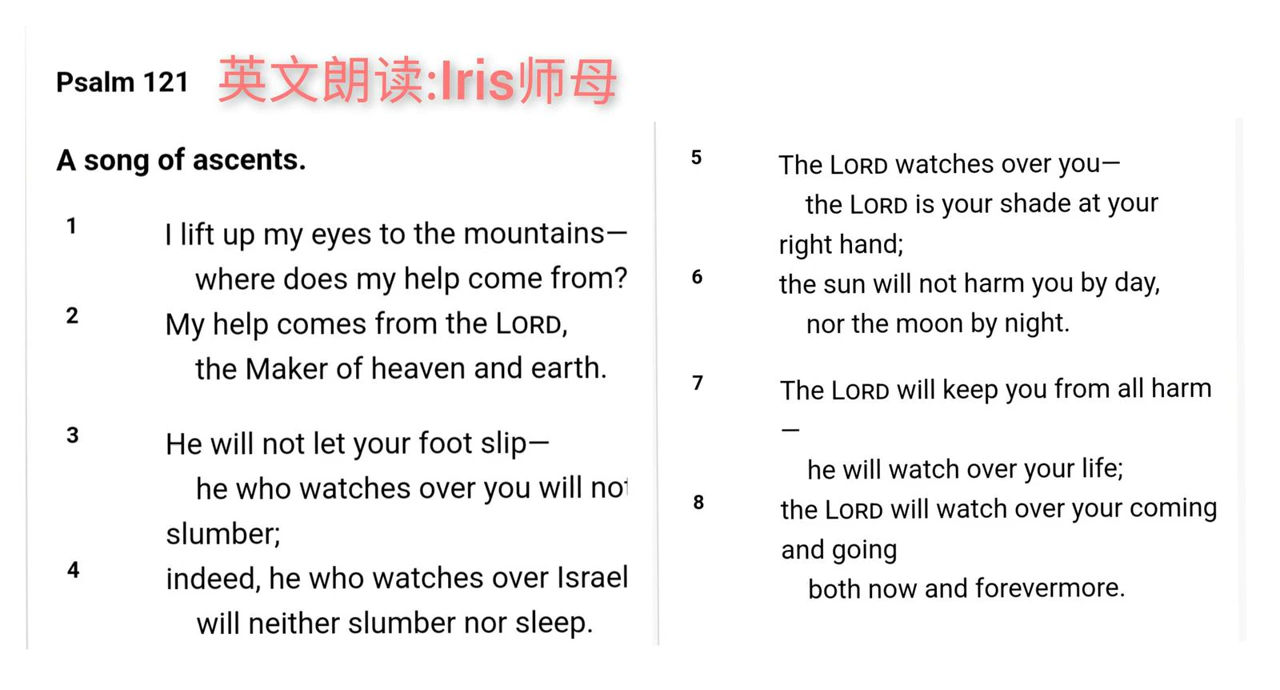 Psalm 121 英文朗读:Iris师母
A song of ascents.
1 I lift up my eyes to the mountains—
where does my help come from?
2 My help comes from the LORD,
the Maker of heaven and earth.
3 He will not let your foot slip—
he who watches over you will not
slumber;
4 indeed, he who watches over Israel
will neither slumber nor sleep.
5 The LORD watches over you—
the LORD is your shade at your
right hand;
6 the sun will not harm you by day,
nor the moon by night.
7 The LORD will keep you from all harm
—
he will watch over your life;
8 the LORD will watch over your coming
and going
both now and forevermore.